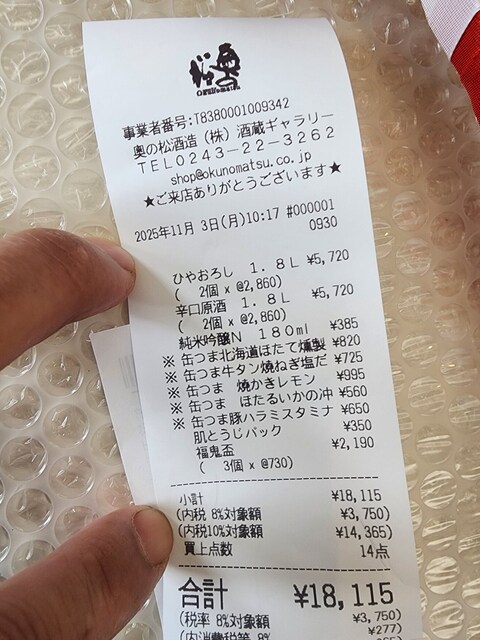 奥の松
Okunomatsu
事業者番号:T8380001009342
奥の松酒造（株）酒蔵ギャラリー
TEL0243-22-3262
shop@okunomatsu.co.jp
★ご来店ありがとうございます★
2025年11月 3日(月)10:17 #000001
0930
ひやおろし 1.8L ¥5,720
( 2個 x @2,860)
辛口原酒 1.8L ¥5,720
( 2個 x @2,860)
純米吟醸N 180ml ¥385
※ 缶つま北海道ほたて燻製 ¥820
※ 缶つま牛タン焼ねぎ塩だ ¥725
※ 缶つま 焼かきレモン ¥995
※ 缶つま ほたるいかの沖 ¥560
※ 缶つま豚ハラミスタミナ ¥650
肌とうじパック ¥350
福鬼盃 ¥2,190
( 3個 x @730)
小計 ¥18,115
(内税 8%対象額 ¥3,750)
(内税10%対象額 ¥14,365)
買上点数 14点
合計 ¥18,115
(税率 8%対象額 ¥3,750)
(内消費税等 8% ¥277)